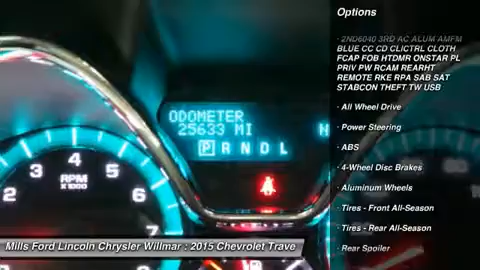 Options
· 2ND6040 3RD AC ALUM AMFM
BLUE CC CD CLICTRL CLOTH
FCAP FOB HTDMR ONSTAR PL
PRIV PW RCAM REARHT
REMOTE RKE RPA SAB SAT
STABCON THEFT TW USB
· All Wheel Drive
· Power Steering
· ABS
· 4-Wheel Disc Brakes
· Aluminum Wheels
· Tires - Front All-Season
· Tires - Rear All-Season
· Rear Spoiler
ODOMETER
25633 MI
N
P R N D L
2 3 4 5 6 7
RPM
X1000
6
2
Mills Ford Lincoln Chrysler Willmar : 2015 Chevrolet Trave